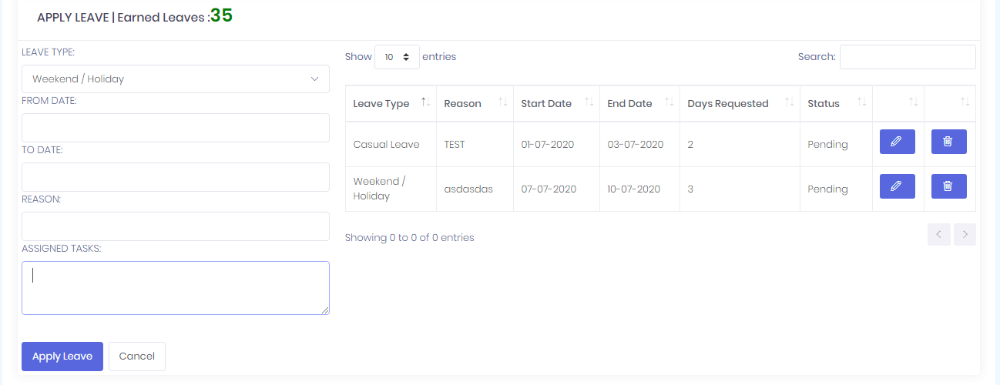 APPLY LEAVE | Earned Leaves :35
LEAVE TYPE:
Weekend / Holiday
FROM DATE:
TO DATE:
REASON:
ASSIGNED TASKS:
Apply Leave Cancel
Show 10 entries Search:
Leave Type Reason Start Date End Date Days Requested Status
Casual Leave TEST 01-07-2020 03-07-2020 2 Pending
Weekend /
Holiday asdasdas 07-07-2020 10-07-2020 3 Pending
Showing 0 to 0 of 0 entries